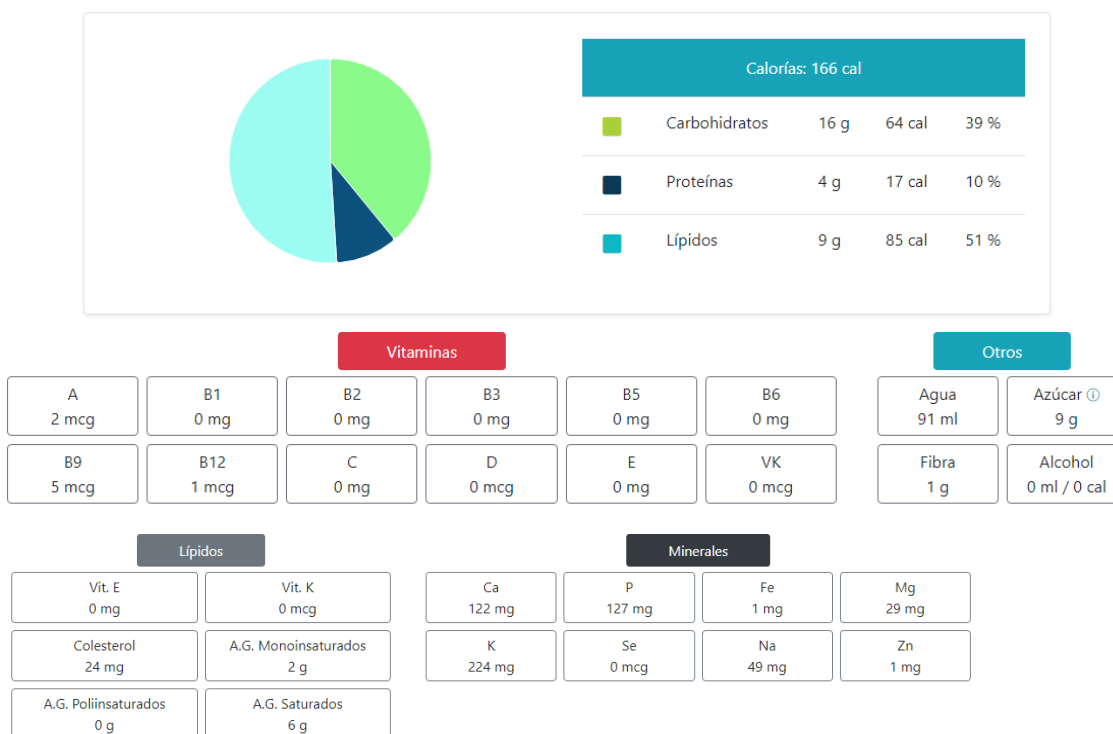 Calorías: 166 cal
Carbohidratos 16 g 64 cal 39 %
Proteínas 4 g 17 cal 10 %
Lípidos 9 g 85 cal 51 %
Vitaminas
A B1 B2 B3 B5 B6
2 mcg 0 mg 0 mg 0 mg 0 mg 0 mg
B9 B12 C D E VK
5 mcg 1 mcg 0 mg 0 mcg 0 mg 0 mcg
Otros
Agua Azúcar ⓘ
91 ml 9 g
Fibra Alcohol
1 g 0 ml / 0 cal
Lípidos
Vit. E Vit. K
0 mg 0 mcg
Colesterol A.G. Monoinsaturados
24 mg 2 g
A.G. Poliinsaturados A.G. Saturados
0 g 6 g
Minerales
Ca P Fe Mg
122 mg 127 mg 1 mg 29 mg
K Se Na Zn
224 mg 0 mcg 49 mg 1 mg